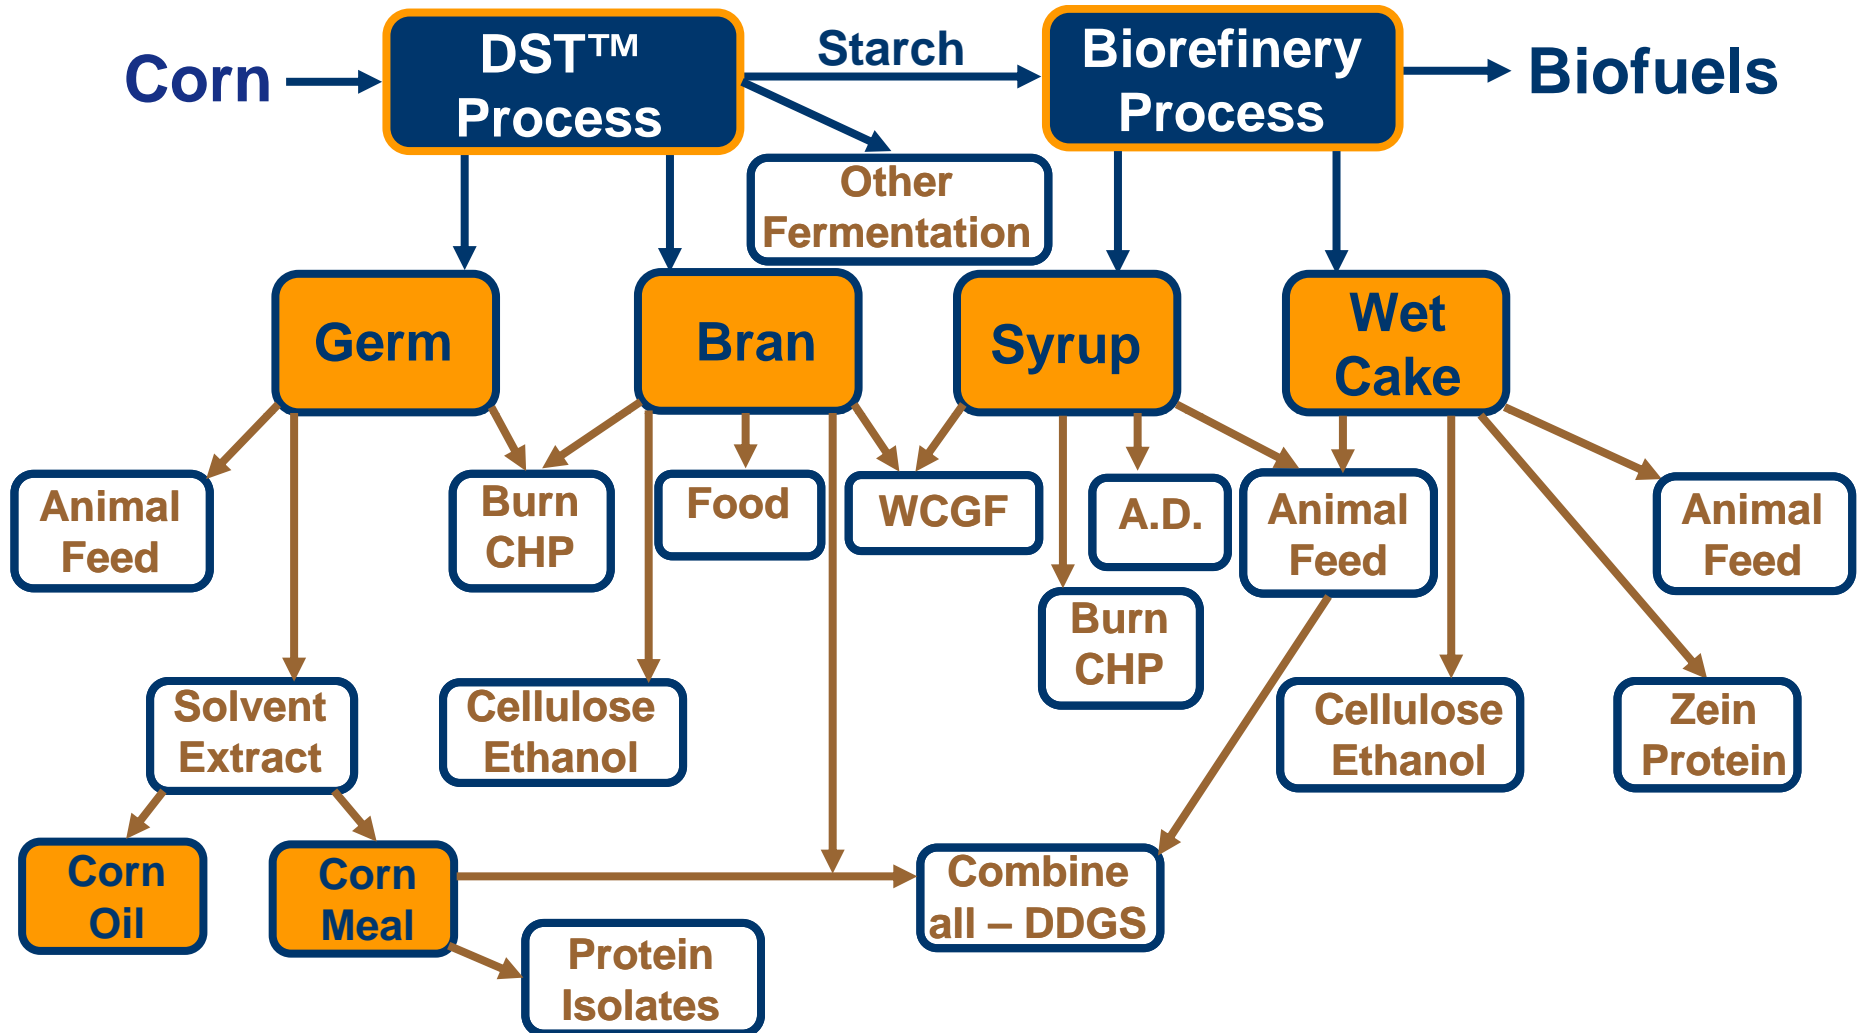 Corn
DST™
Process
Starch
Biorefinery
Process
Biofuels
Other
Fermentation
Germ
Bran
Syrup
Wet
Cake
Animal
Feed
Burn
CHP
Food
WCGF
A.D.
Animal
Feed
Animal
Feed
Burn
CHP
Solvent
Extract
Cellulose
Ethanol
Cellulose
Ethanol
Zein
Protein
Corn
Oil
Corn
Meal
Combine
all – DDGS
Protein
Isolates